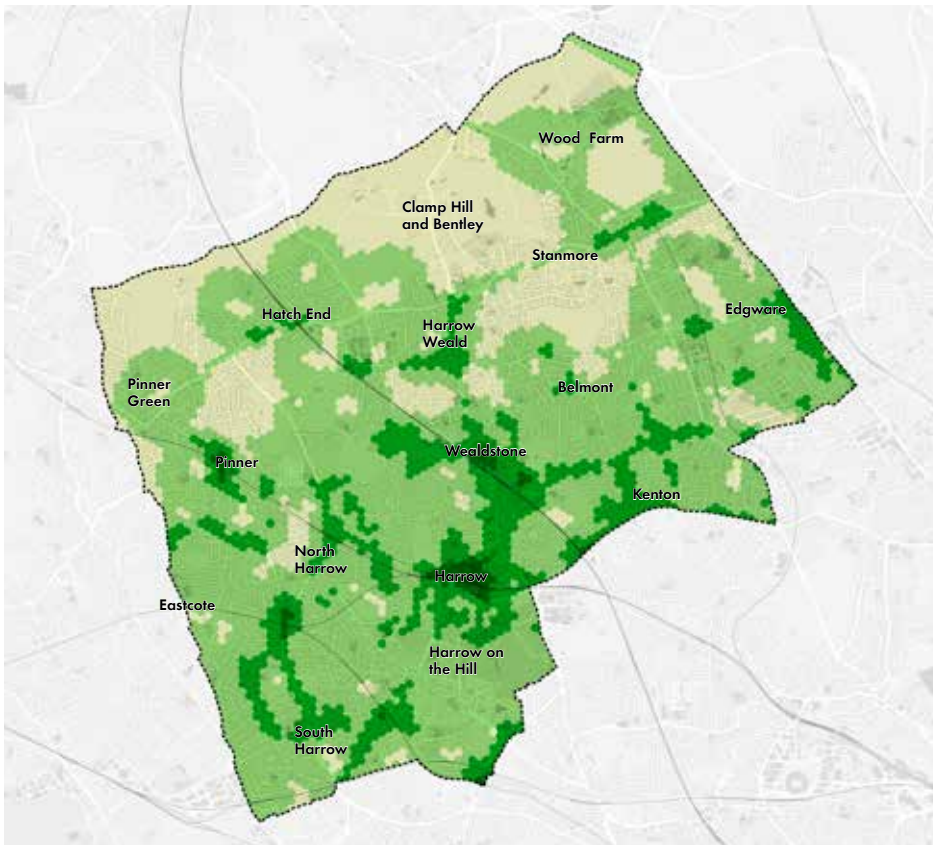 Wood Farm
Clamp Hill
and Bentley
Stanmore
Edgware
Hatch End
Harrow
Weald
Pinner
Green
Belmont
Wealdstone
Pinner
Kenton
North
Harrow
Harrow
Eastcote
Harrow on
the Hill
South
Harrow